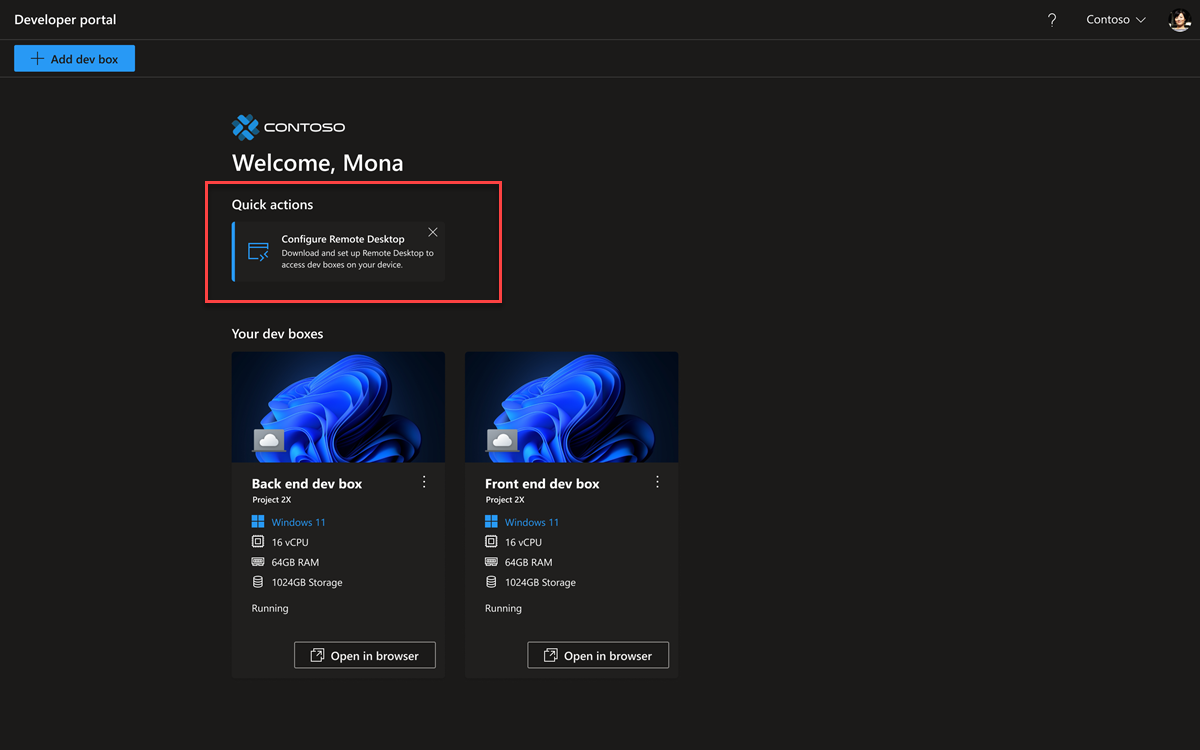 Developer portal
? Contoso
+ Add dev box
CONTOSO
Welcome, Mona
Quick actions
Configure Remote Desktop
Download and set up Remote Desktop to
access dev boxes on your device.
Your dev boxes
Back end dev box
Project 2X
Windows 11
16 vCPU
64GB RAM
1024GB Storage
Running
Open in browser
Front end dev box
Project 2X
Windows 11
16 vCPU
64GB RAM
1024GB Storage
Running
Open in browser